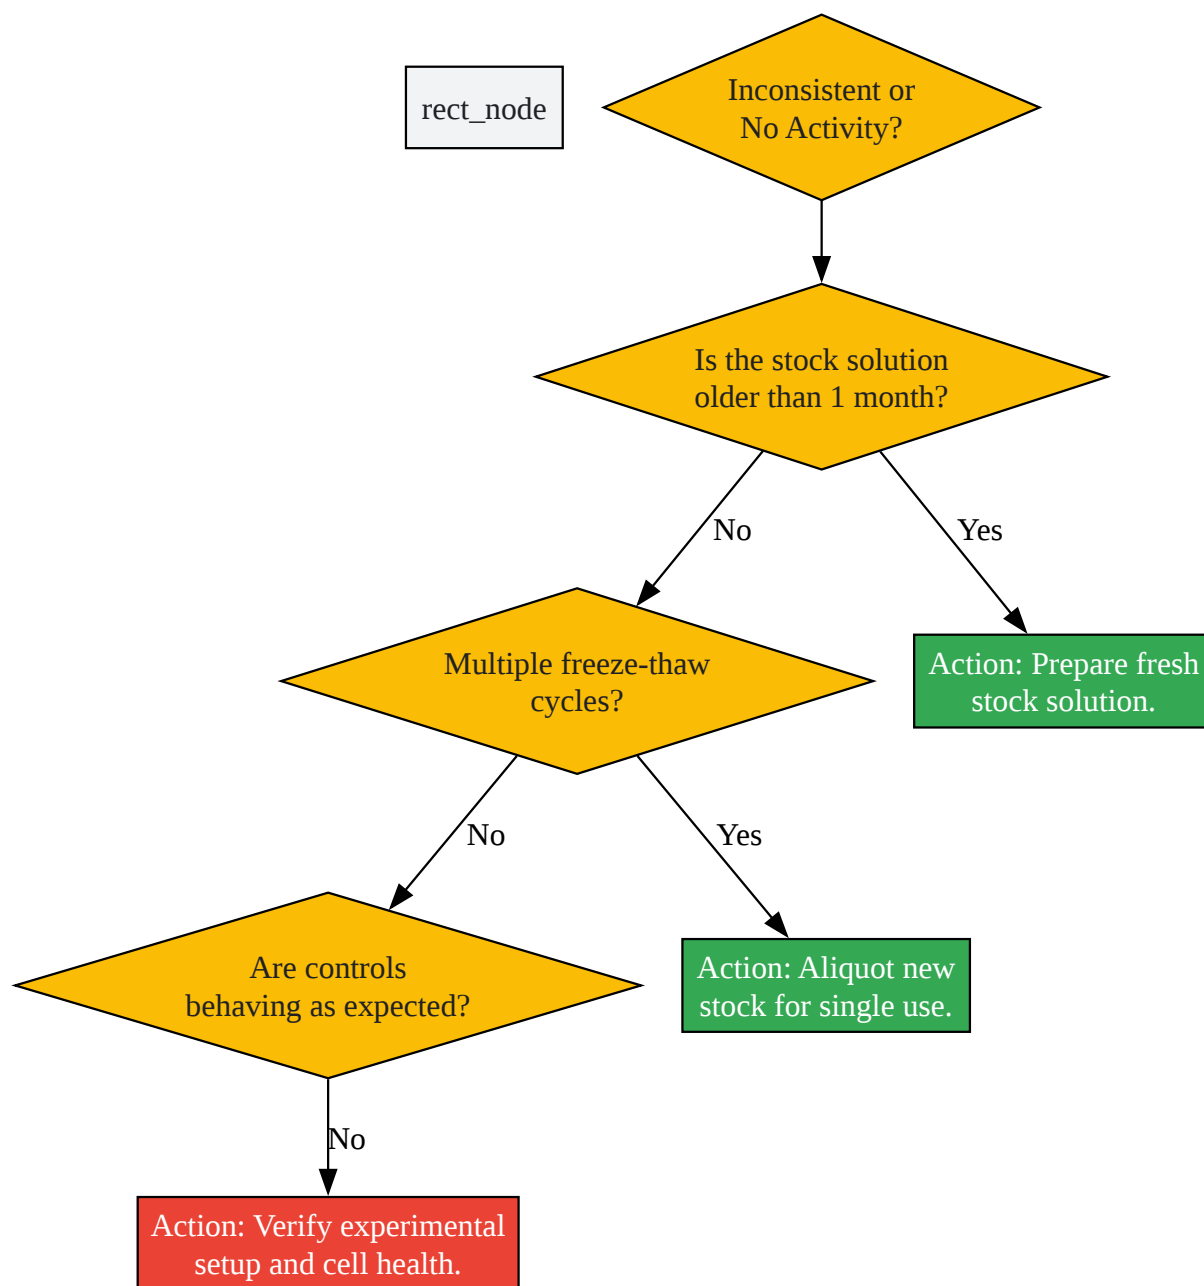 rect_node
Inconsistent or
No Activity?
Is the stock solution
older than 1 month?
No
Yes
Multiple freeze-thaw
cycles?
Action: Prepare fresh
stock solution.
No
Yes
Are controls
behaving as expected?
Action: Aliquot new
stock for single use.
No
Action: Verify experimental
setup and cell health.